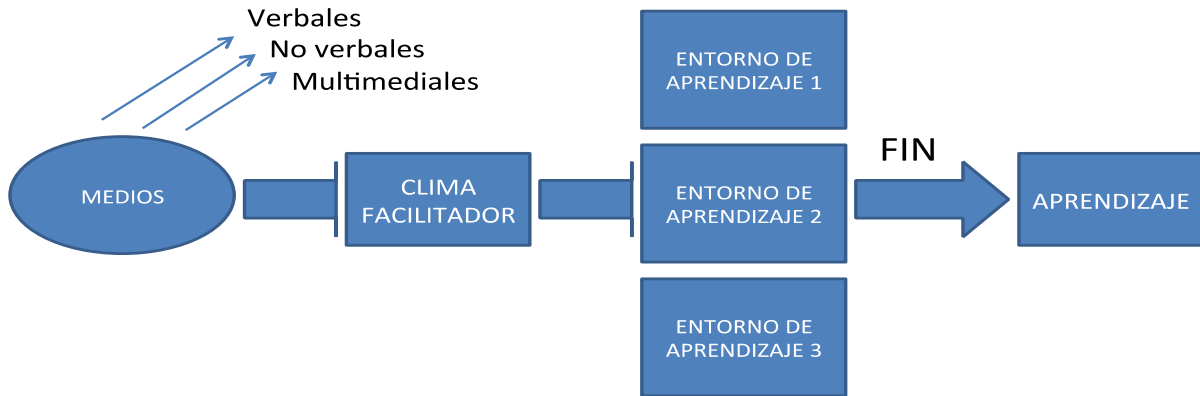 Verbales
No verbales
Multimediales
MEDIOS
CLIMA
FACILITADOR
ENTORNO DE
APRENDIZAJE 1
ENTORNO DE
APRENDIZAJE 2
ENTORNO DE
APRENDIZAJE 3
FIN
APRENDIZAJE